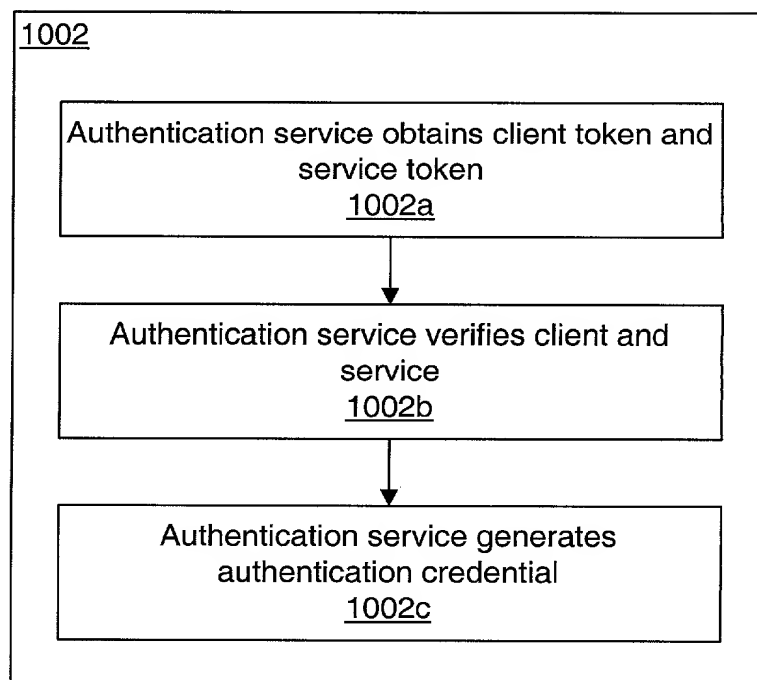 1002
Authentication service obtains client token and
service token
1002a
Authentication service verifies client and
service
1002b
Authentication service generates
authentication credential
1002c